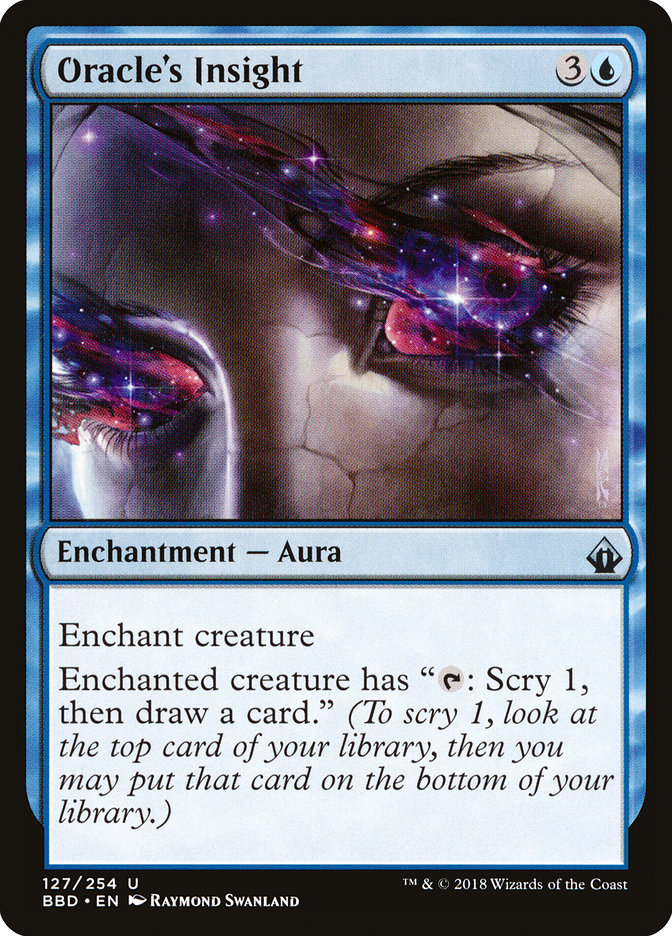 Oracle's Insight 3
Enchantment — Aura
Enchant creature
Enchanted creature has “: Scry 1,
then draw a card.” (To scry 1, look at
the top card of your library, then you
may put that card on the bottom of your
library.)
127/254 U
BBD • EN Raymond Swanland
™ & © 2018 Wizards of the Coast